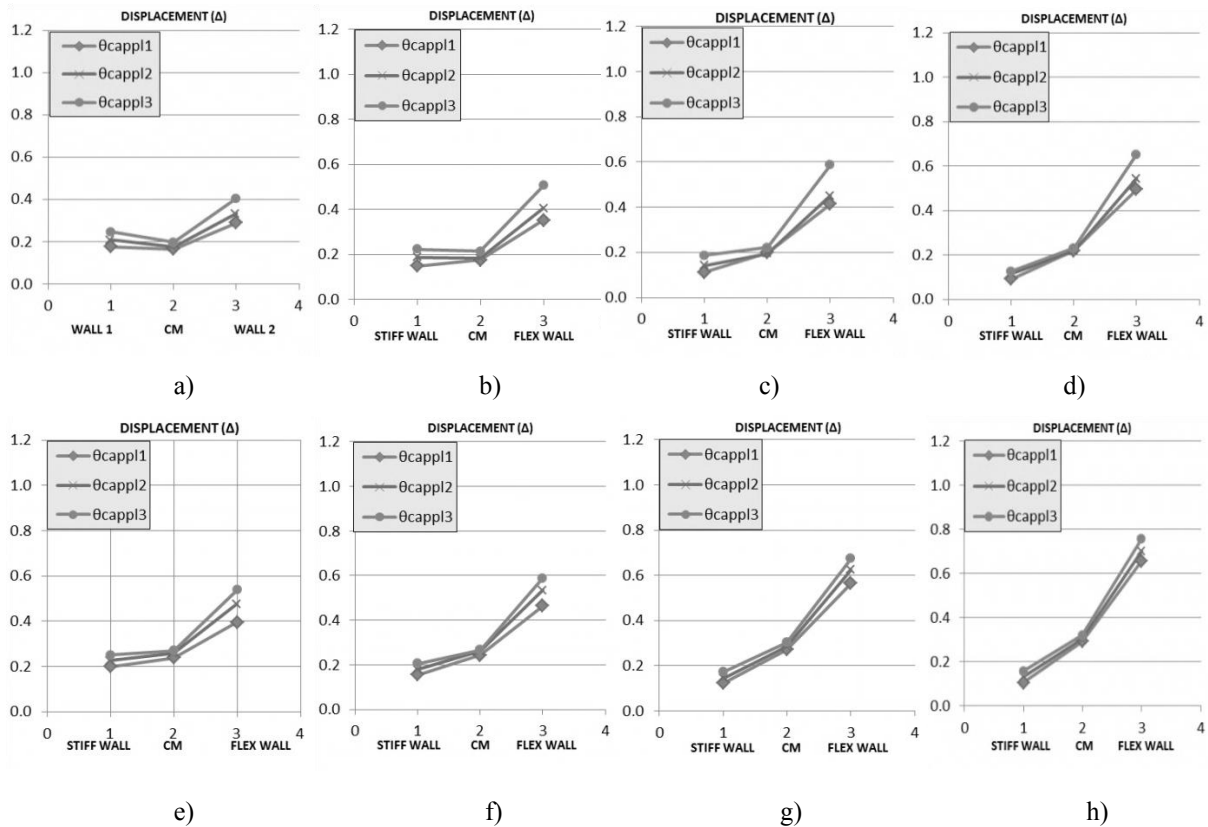 DISPLACEMENT (Δ)
1.2
1.0
0.8
0.6
0.4
0.2
0.0
θcappl1
θcappl2
θcappl3
0 1 2 3 4
WALL 1 CM WALL 2
a)
DISPLACEMENT (Δ)
1.2
1.0
0.8
0.6
0.4
0.2
0.0
θcappl1
θcappl2
θcappl3
0 1 2 3 4
STIFF WALL CM FLEX WALL
b)
DISPLACEMENT (Δ)
1.2
1.0
0.8
0.6
0.4
0.2
0.0
θcappl1
θcappl2
θcappl3
0 1 2 3 4
STIFF WALL CM FLEX WALL
c)
DISPLACEMENT (Δ)
1.2
1.0
0.8
0.6
0.4
0.2
0.0
θcappl1
θcappl2
θcappl3
0 1 2 3 4
STIFF WALL CM FLEX WALL
d)
DISPLACEMENT (Δ)
1.2
1.0
0.8
0.6
0.4
0.2
0.0
θcappl1
θcappl2
θcappl3
0 1 2 3 4
STIFF WALL CM FLEX WALL
e)
DISPLACEMENT (Δ)
1.2
1.0
0.8
0.6
0.4
0.2
0.0
θcappl1
θcappl2
θcappl3
0 1 2 3 4
STIFF WALL CM FLEX WALL
f)
DISPLACEMENT (Δ)
1.2
1.0
0.8
0.6
0.4
0.2
0.0
θcappl1
θcappl2
θcappl3
0 1 2 3 4
STIFF WALL CM FLEX WALL
g)
DISPLACEMENT (Δ)
1.2
1.0
0.8
0.6
0.4
0.2
0.0
θcappl1
θcappl2
θcappl3
0 1 2 3 4
STIFF WALL CM FLEX WALL
h)